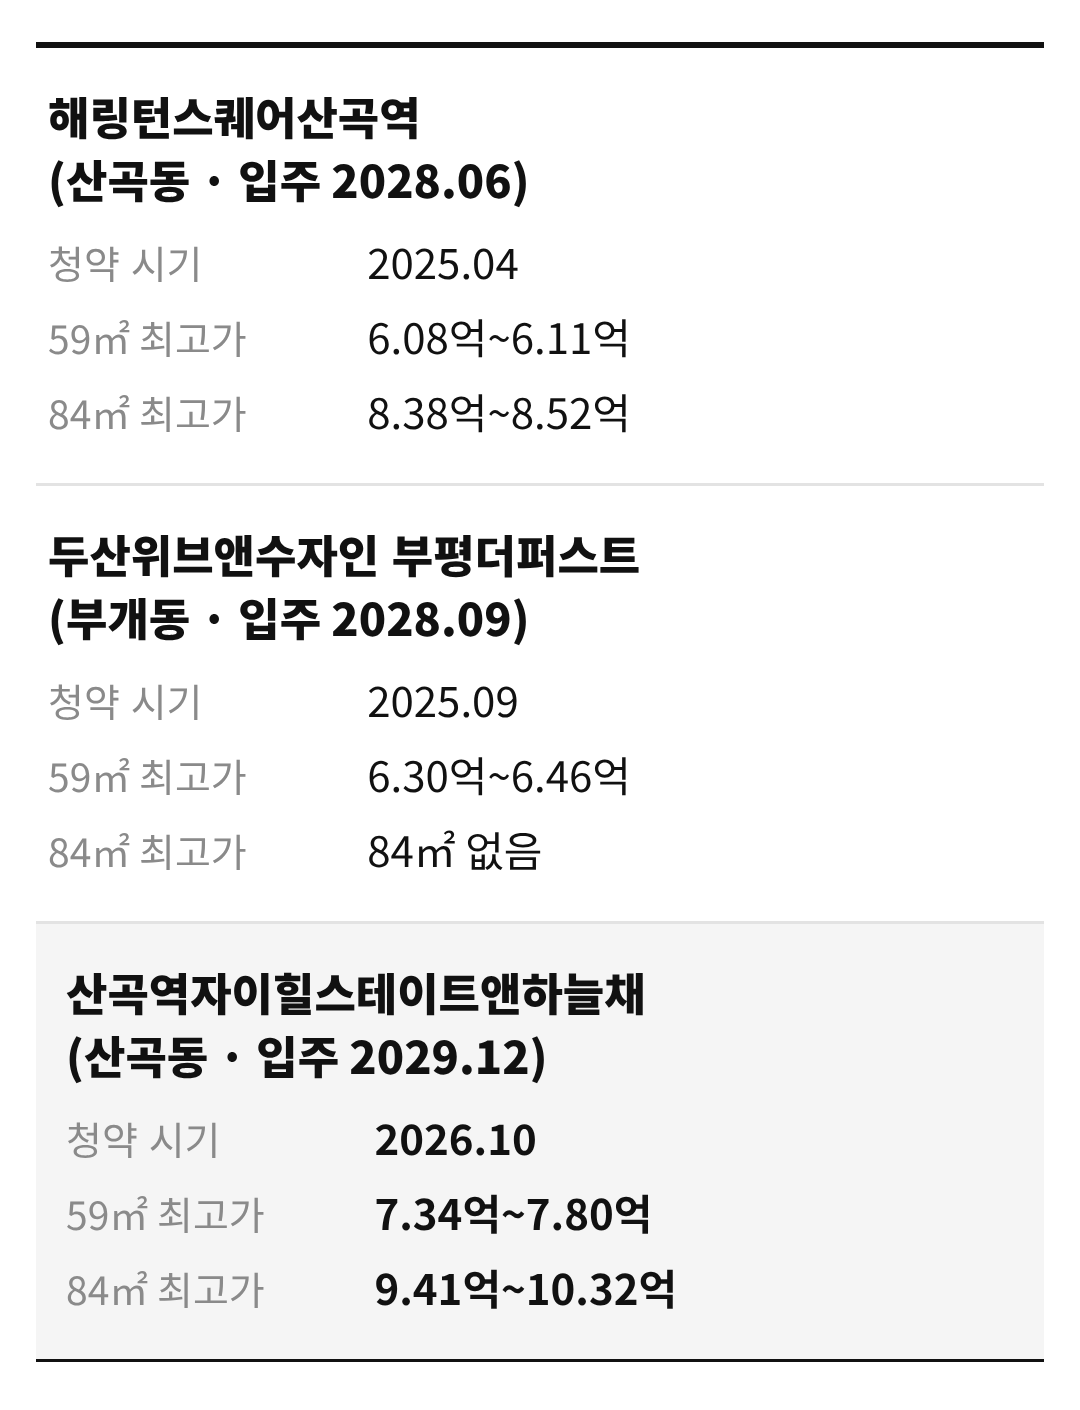 해링턴스퀘어산곡역
(산곡동 · 입주 2028.06)
청약 시기 2025.04
59㎡ 최고가 6.08억~6.11억
84㎡ 최고가 8.38억~8.52억
두산위브앤수자인 부평더퍼스트
(부개동 · 입주 2028.09)
청약 시기 2025.09
59㎡ 최고가 6.30억~6.46억
84㎡ 최고가 84㎡ 없음
산곡역자이힐스테이트앤하늘채
(산곡동 · 입주 2029.12)
청약 시기 2026.10
59㎡ 최고가 7.34억~7.80억
84㎡ 최고가 9.41억~10.32억